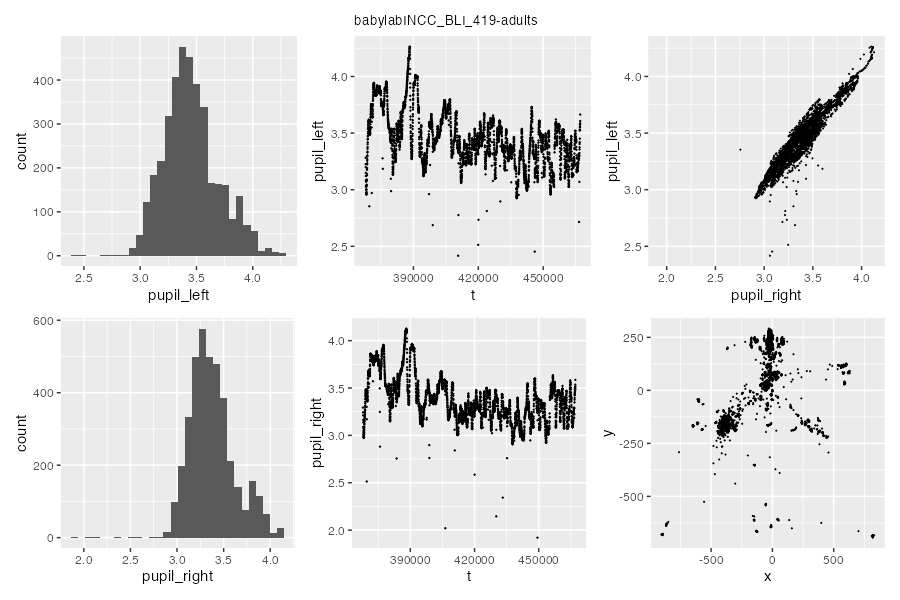 babylabINCC_BLI_419-adults
count
400
300
200
100
0
2.5 3.0 3.5 4.0
pupil_left
pupil_left
4.0
3.5
3.0
2.5
390000 420000 450000
t
pupil_left
4.0
3.5
3.0
2.5
2.0 2.5 3.0 3.5 4.0
pupil_right
count
600
400
200
0
2.0 2.5 3.0 3.5 4.0
pupil_right
pupil_right
4.0
3.5
3.0
2.5
2.0
390000 420000 450000
t
y
250
0
-250
-500
-500 0 500
x